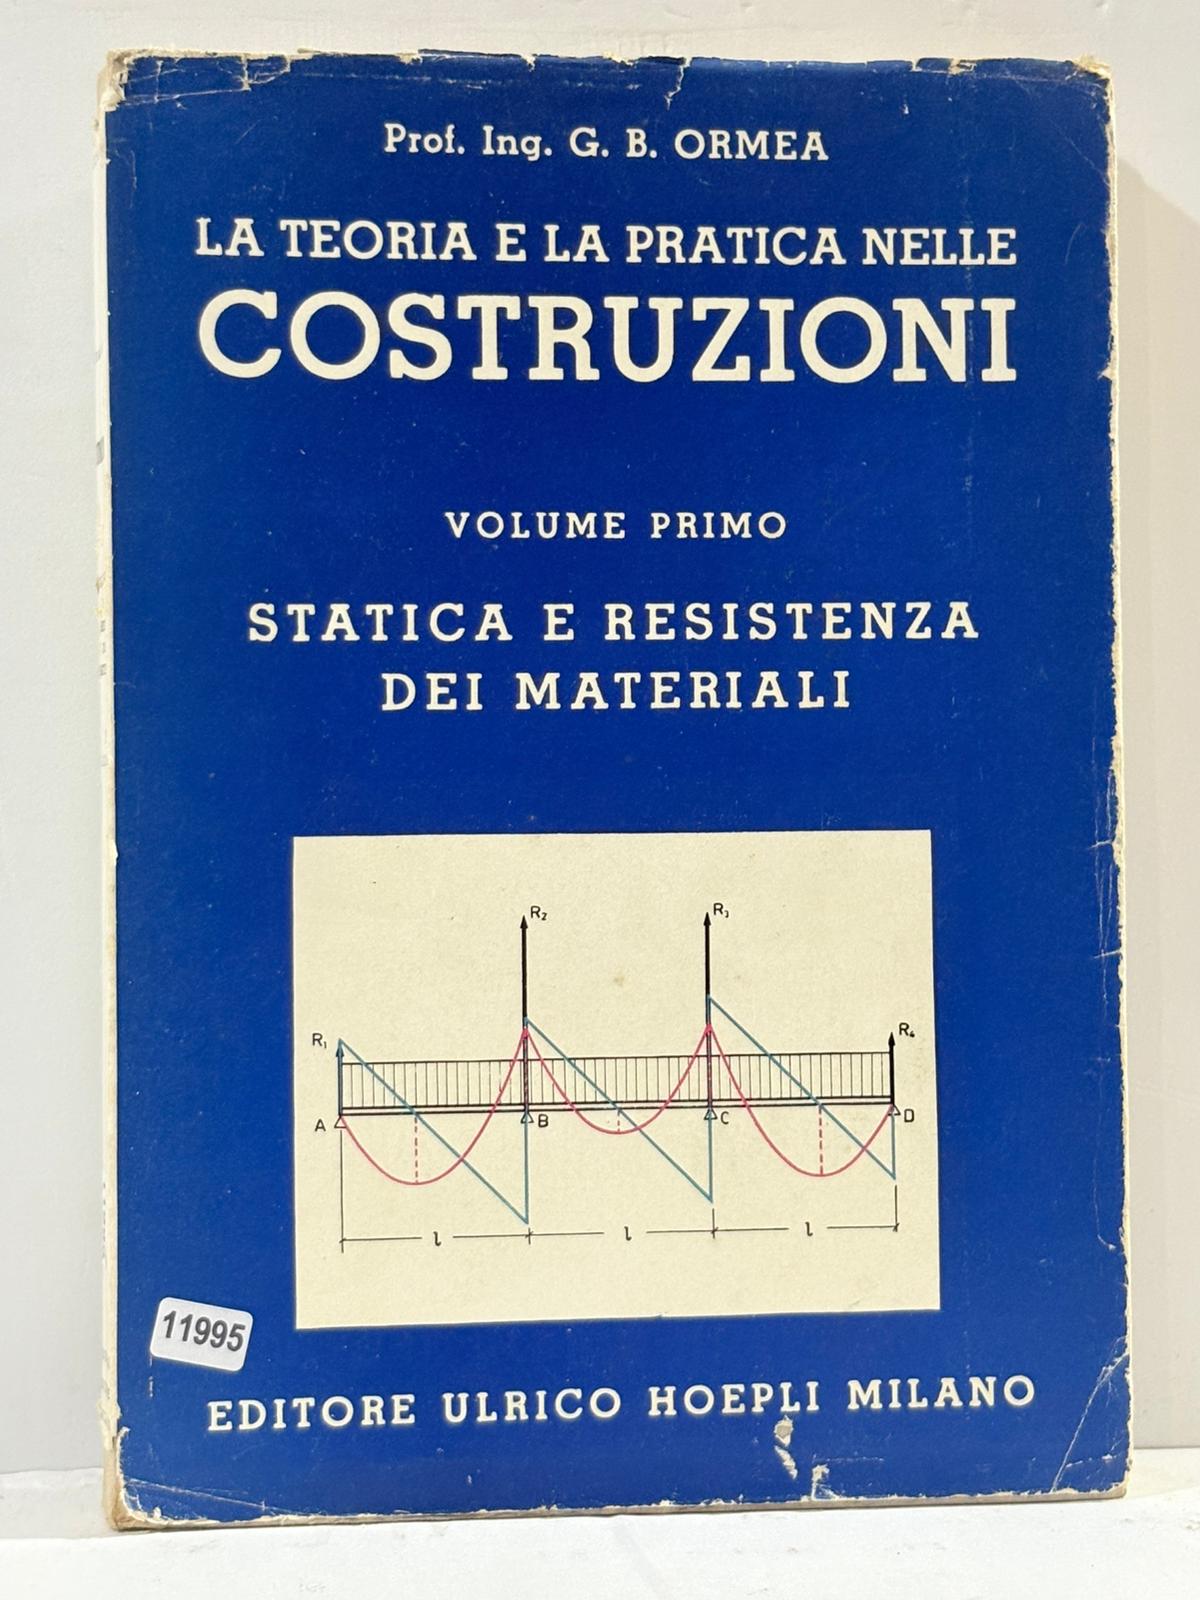 Prof. Ing. G. B. ORMEA
LA TEORIA E LA PRATICA NELLE
COSTRUZIONI
VOLUME PRIMO
STATICA E RESISTENZA
DEI MATERIALI
R₂
R₃
R₁
R₄
A
B
C
D
l
l
l
11995
EDITORE ULRICO HOEPLI MILANO